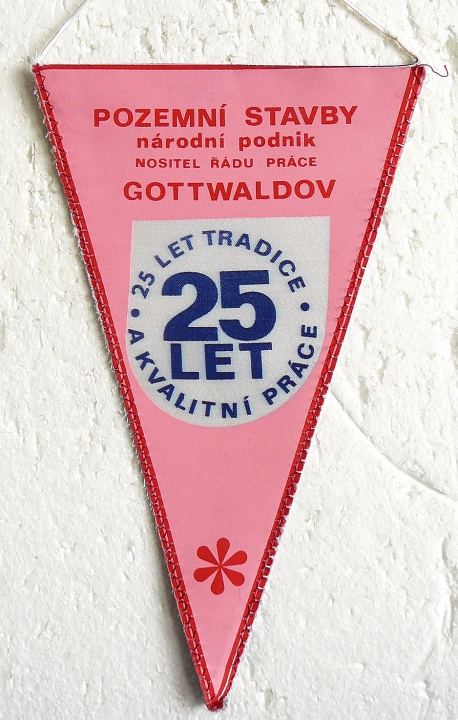 POZEMNÍ STAVBY
národní podnik
NOSITEL ŘÁDU PRÁCE
GOTTWALDOV
• 25 LET TRADICE •
25
LET
A KVALITNÍ PRÁCE